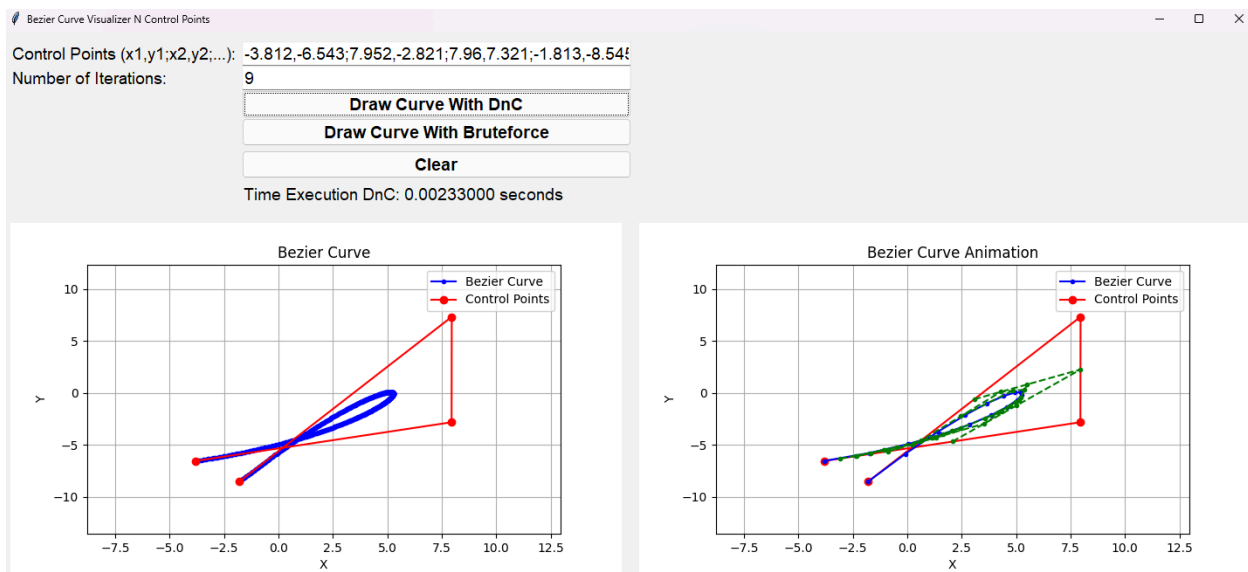 Bezier Curve Visualizer N Control Points
Control Points (x1,y1;x2,y2;...): -3.812,-6.543;7.952,-2.821;7.96,7.321;-1.813,-8.545
Number of Iterations: 9
Draw Curve With DnC
Draw Curve With Bruteforce
Clear
Time Execution DnC: 0.00233000 seconds
Bezier Curve
Bezier Curve
Control Points
10
5
0
−5
−10
Y
−7.5 −5.0 −2.5 0.0 2.5 5.0 7.5 10.0 12.5
X
Bezier Curve Animation
Bezier Curve
Control Points
10
5
0
−5
−10
Y
−7.5 −5.0 −2.5 0.0 2.5 5.0 7.5 10.0 12.5
X